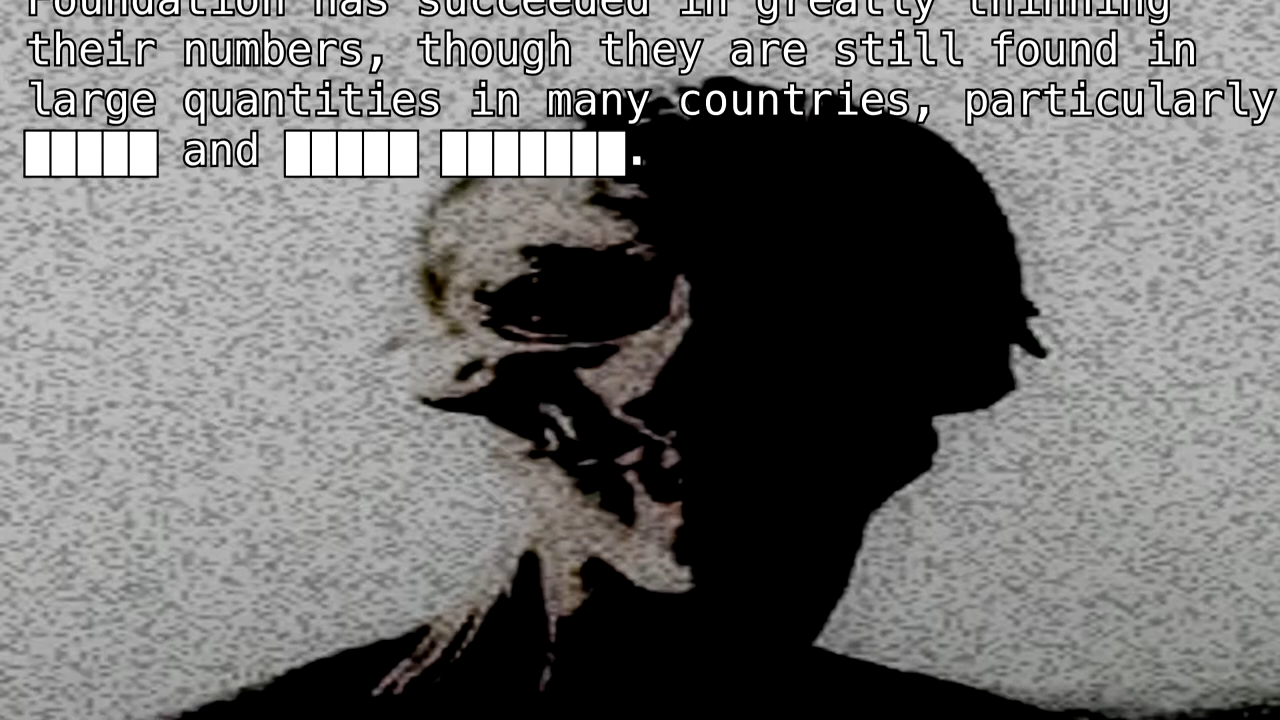 Foundation has succeeded in greatly thinning
their numbers, though they are still found in
large quantities in many countries, particularly
█████ and █████ ███████.